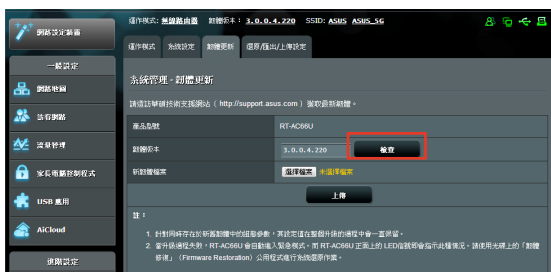 運作模式: 無線路由器 韌體版本: 3.0.0.4.220 SSID: ASUS ASUS_5G
網路設定精靈
運作模式 系統設定 韌體更新 還原/匯出/上傳設定
一般設定
系統管理 - 韌體更新
網路地圖
請造訪華碩技術支援網站 ( http://support.asus.com ) 獲取最新韌體。
訪客網路
產品型號 RT-AC66U
流量管理
韌體版本 3.0.0.4.220 檢查
家長電腦控制程式
新韌體檔案 選擇檔案 未選擇檔案
USB 應用
上傳
AiCloud
註:
1. 針對同時存在於新舊韌體中的組態參數，其設定值在整個升級的過程中會一直保留。
2. 當升級過程失敗，RT-AC66U 會自動進入緊急模式。而 RT-AC66U 正面上的 LED信號即會指示此種情況。請使用光碟上的「韌體
修復」（Firmware Restoration）公用程式進行系統還原作業。
進階設定